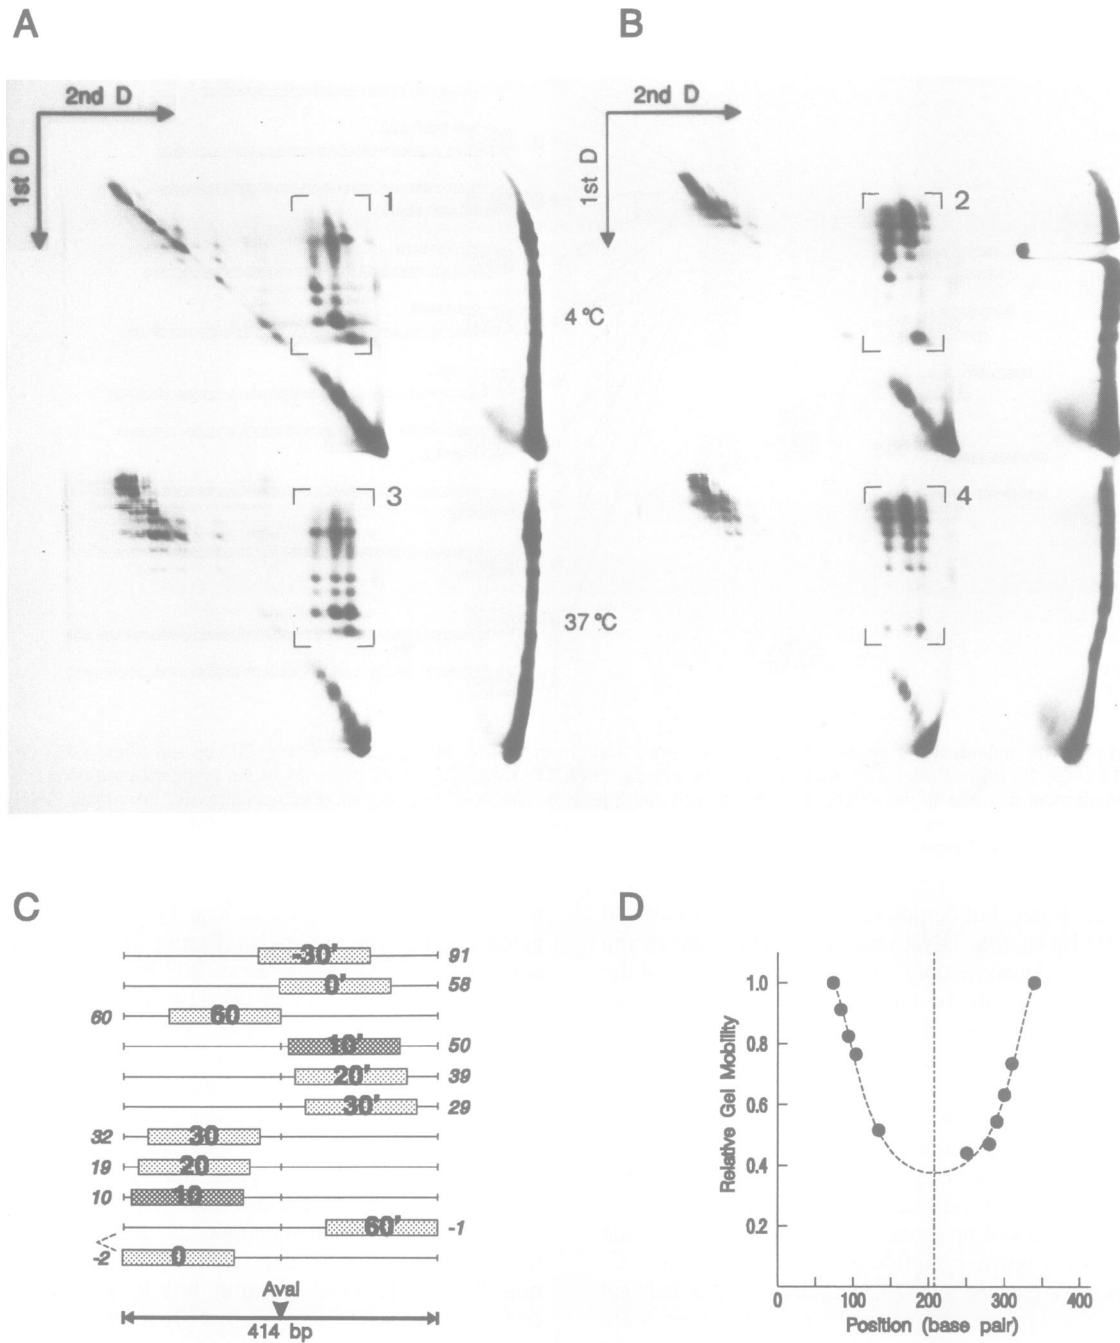 A
B
2nd D
1st D
1
2nd D
1st D
2
4 ºC
3
4
37 ºC
C
-30' 91
0' 58
60 60
10' 50
20' 39
30' 29
32 30
19 20
10 10
60' -1
-2 0
AvaI
414 bp
D
Relative Gel Mobility
1.0
0.8
0.6
0.4
0.2
0 100 200 300 400
Position (base pair)